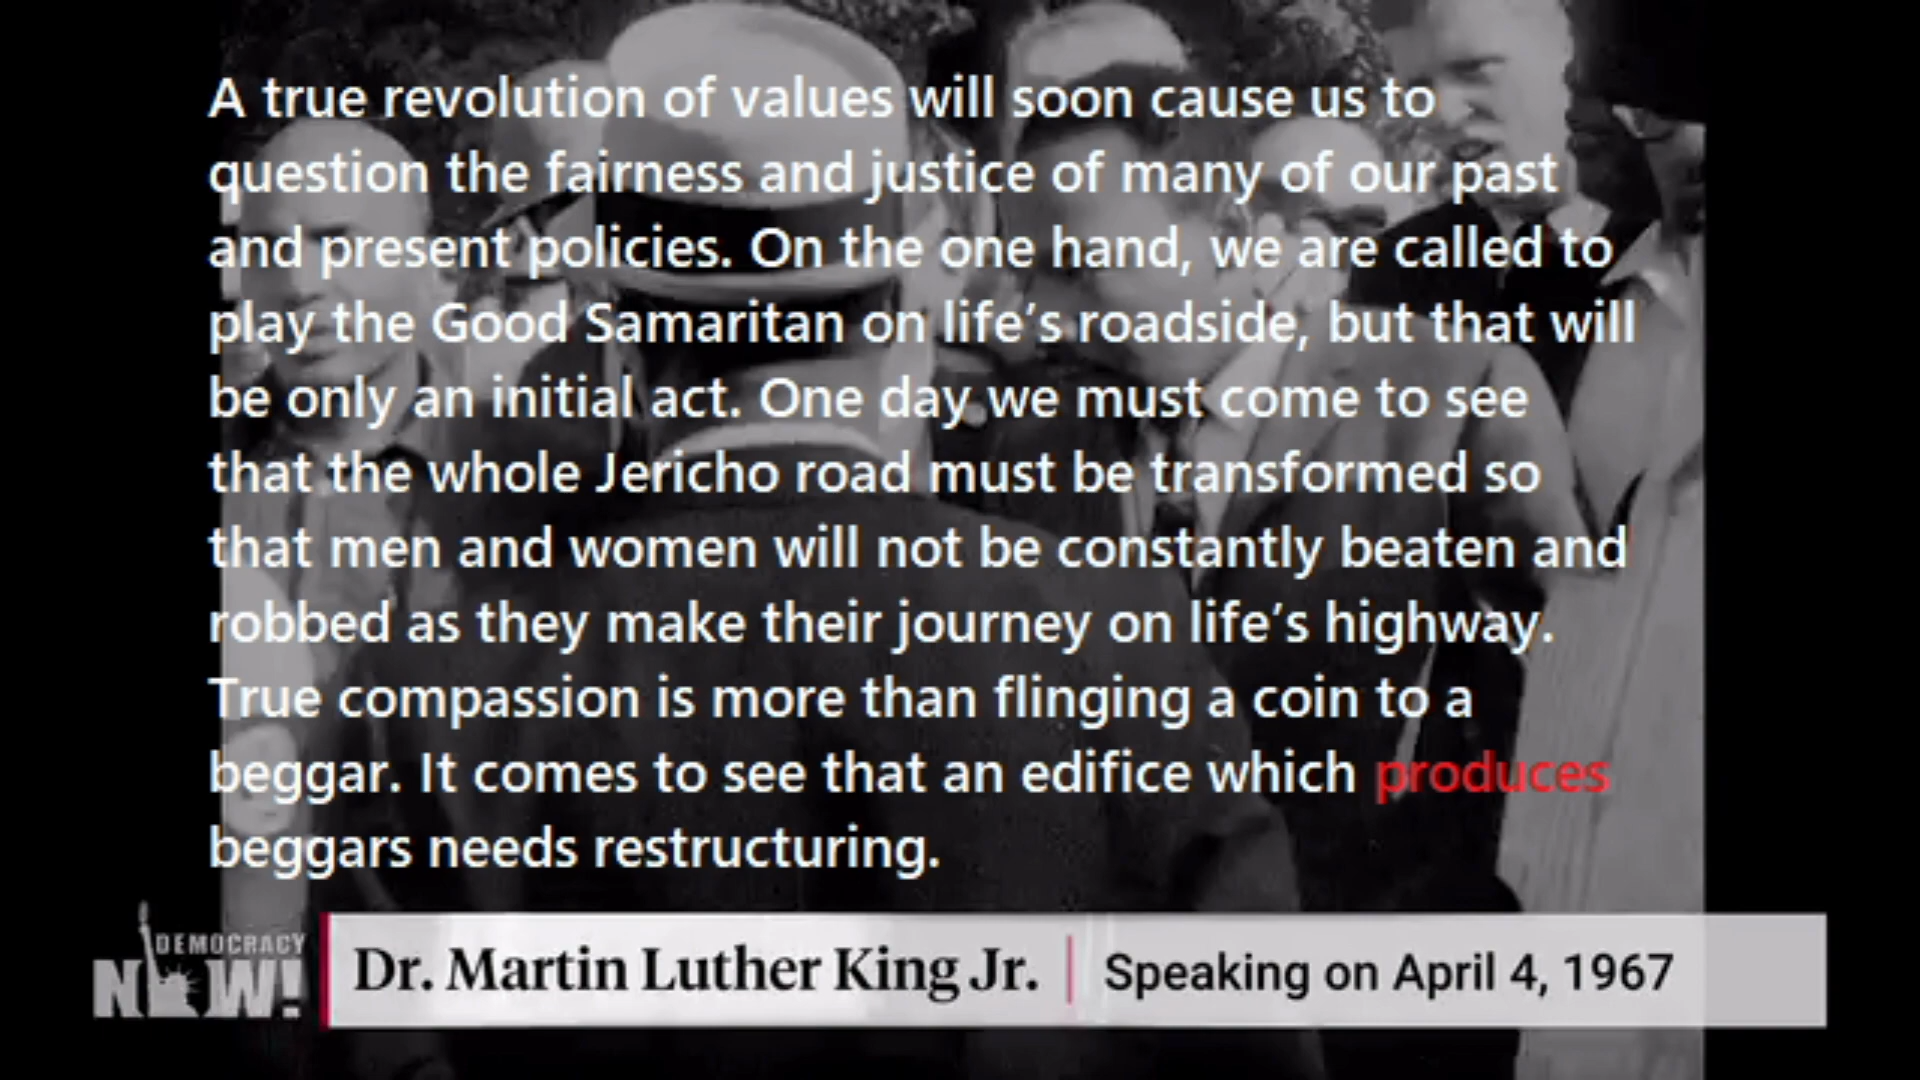 A true revolution of values will soon cause us to
question the fairness and justice of many of our past
and present policies. On the one hand, we are called to
play the Good Samaritan on life’s roadside, but that will
be only an initial act. One day we must come to see
that the whole Jericho road must be transformed so
that men and women will not be constantly beaten and
robbed as they make their journey on life’s highway.
True compassion is more than flinging a coin to a
beggar. It comes to see that an edifice which produces
beggars needs restructuring.
DEMOCRACY
NOW!
Dr. Martin Luther King Jr. | Speaking on April 4, 1967